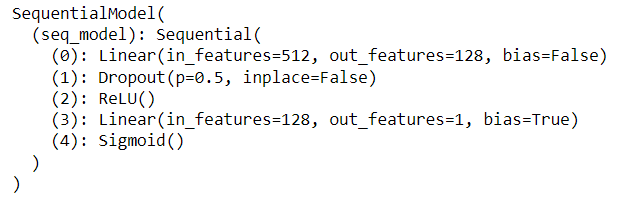 SequentialModel(
  (seq_model): Sequential(
    (0): Linear(in_features=512, out_features=128, bias=False)
    (1): Dropout(p=0.5, inplace=False)
    (2): ReLU()
    (3): Linear(in_features=128, out_features=1, bias=True)
    (4): Sigmoid()
  )
)